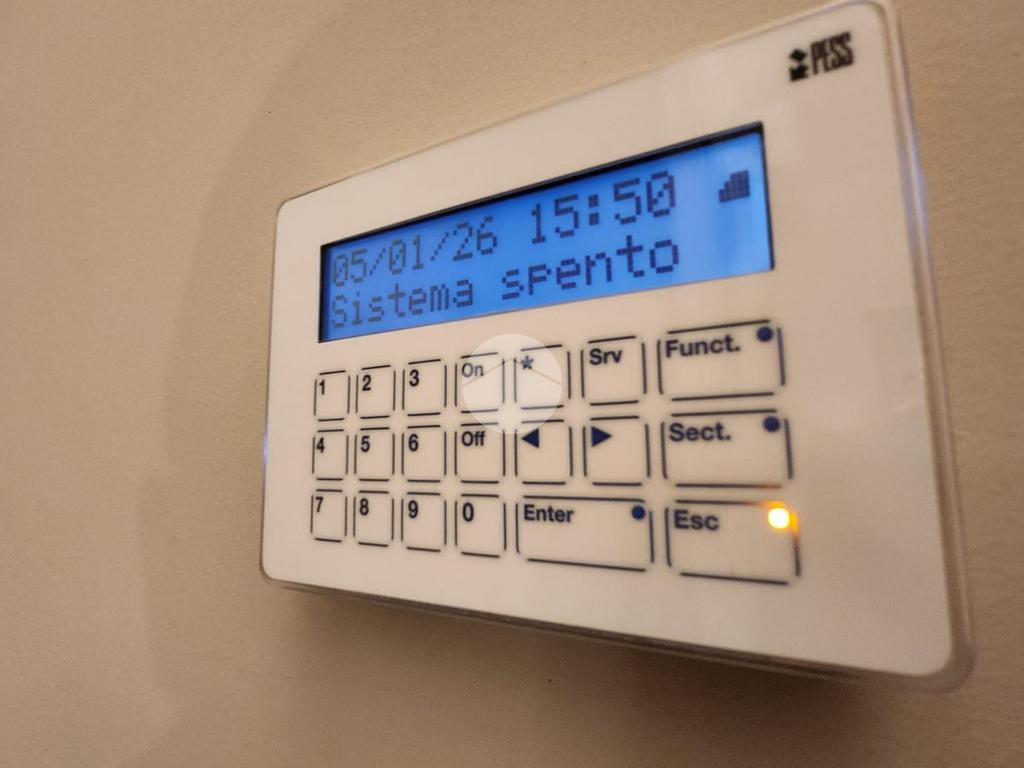 PESS
05/01/26 15:50
Sistema spento
1 2 3 On * Srv Funct.
4 5 6 Off ◀ ▶ Sect.
7 8 9 0 Enter Esc